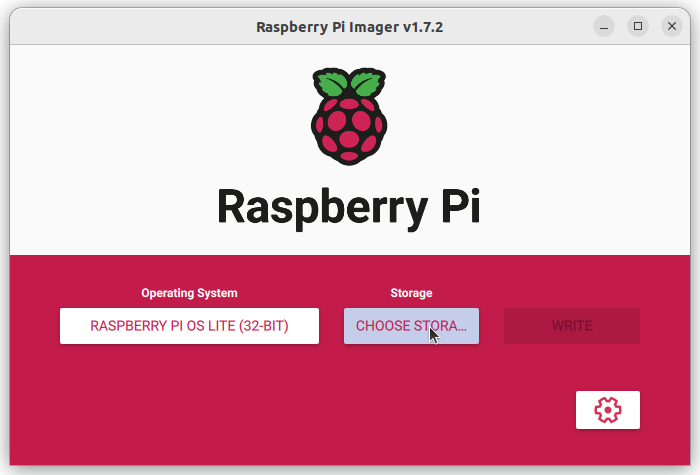 Raspberry Pi Imager v1.7.2
Raspberry Pi
Operating System
Storage
RASPBERRY PI OS LITE (32-BIT)
CHOOSE STORA...
WRITE